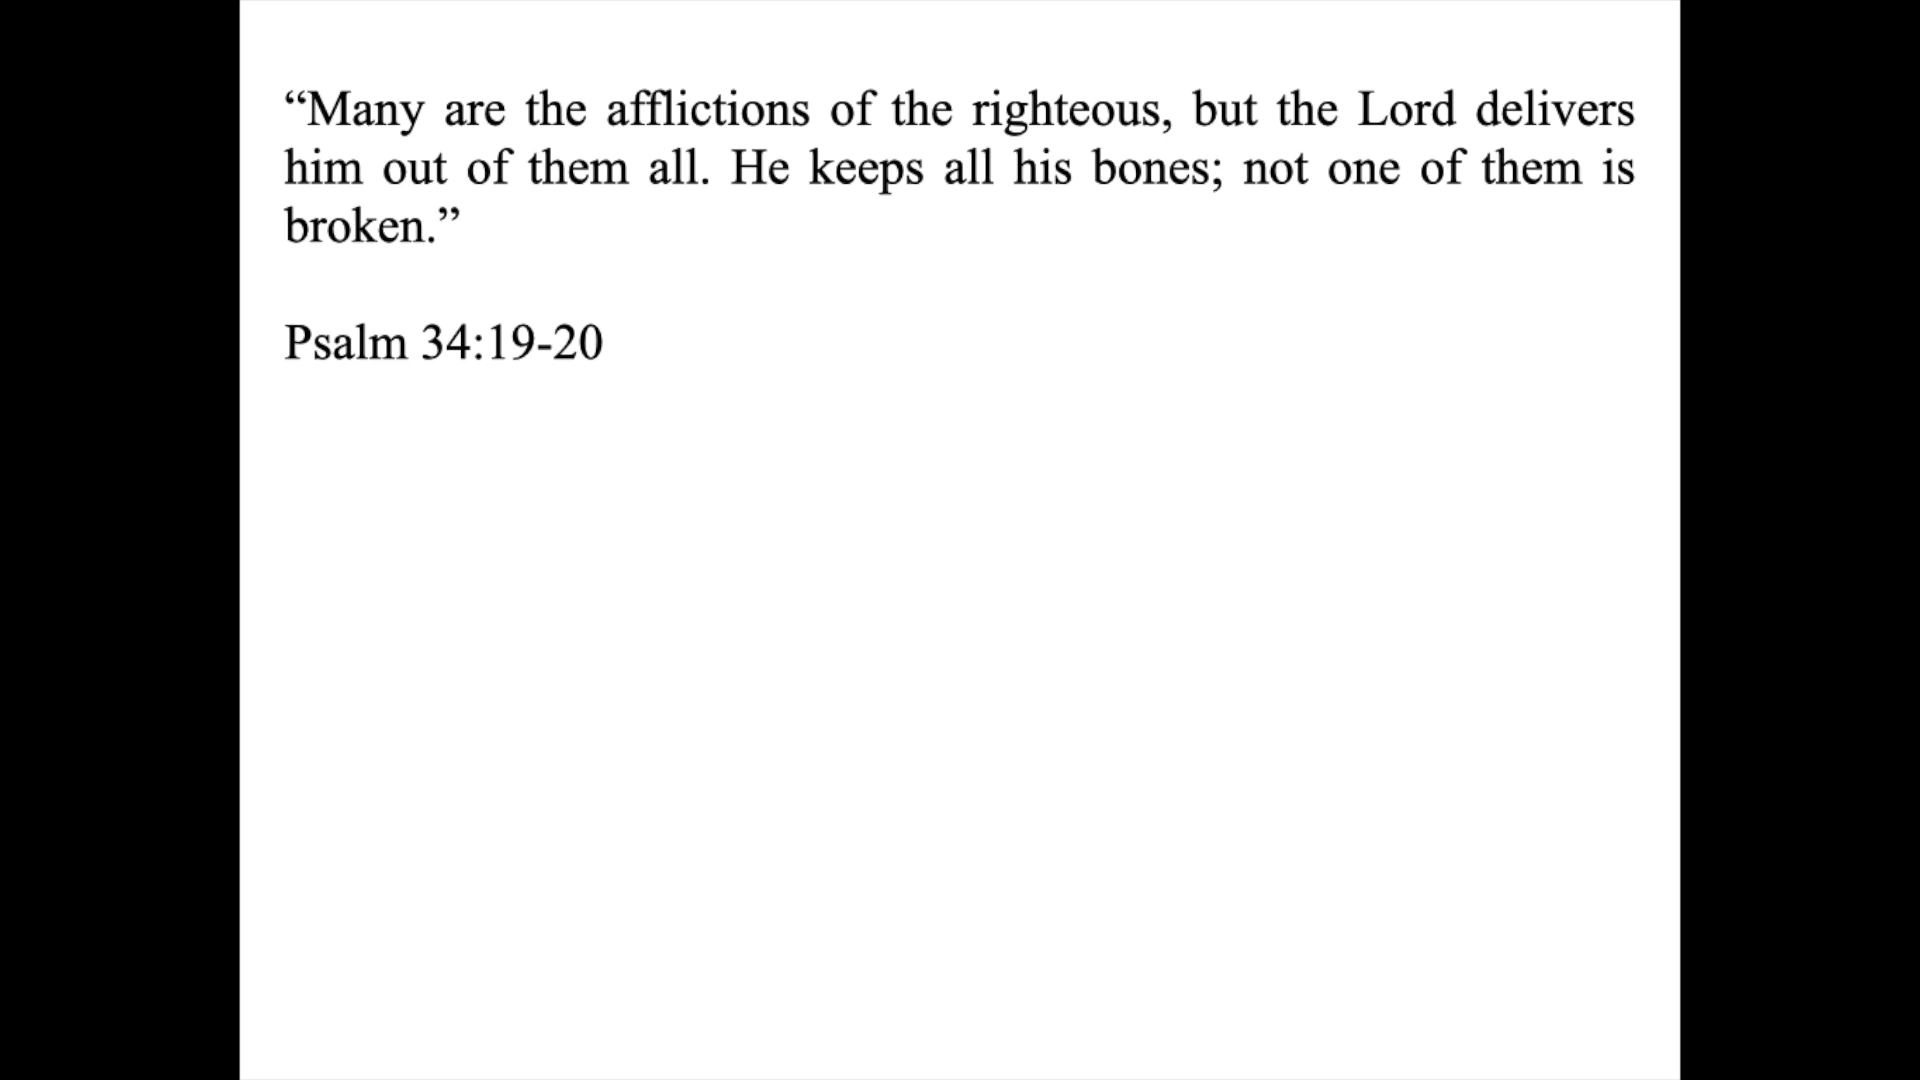 “Many are the afflictions of the righteous, but the Lord delivers
him out of them all. He keeps all his bones; not one of them is
broken.”
Psalm 34:19-20